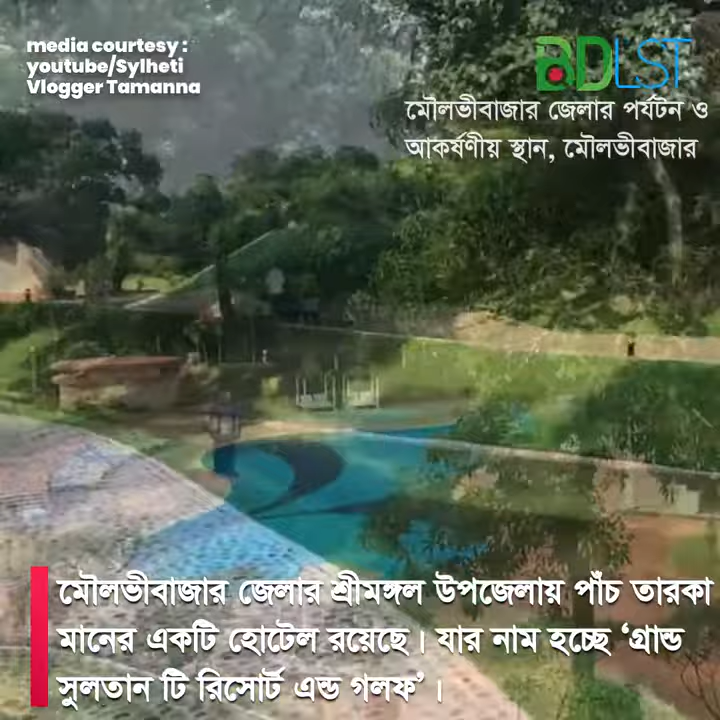 media courtesy :
youtube/Sylheti
Vlogger Tamanna
BDLST
মৌলভীবাজার জেলার পর্যটন ও
আকর্ষণীয় স্থান, মৌলভীবাজার
মৌলভীবাজার জেলার শ্রীমঙ্গল উপজেলায় পাঁচ তারকা
মানের একটি হোটেল রয়েছে। যার নাম হচ্ছে ‘গ্রান্ড
সুলতান টি রিসোর্ট এন্ড গলফ’।